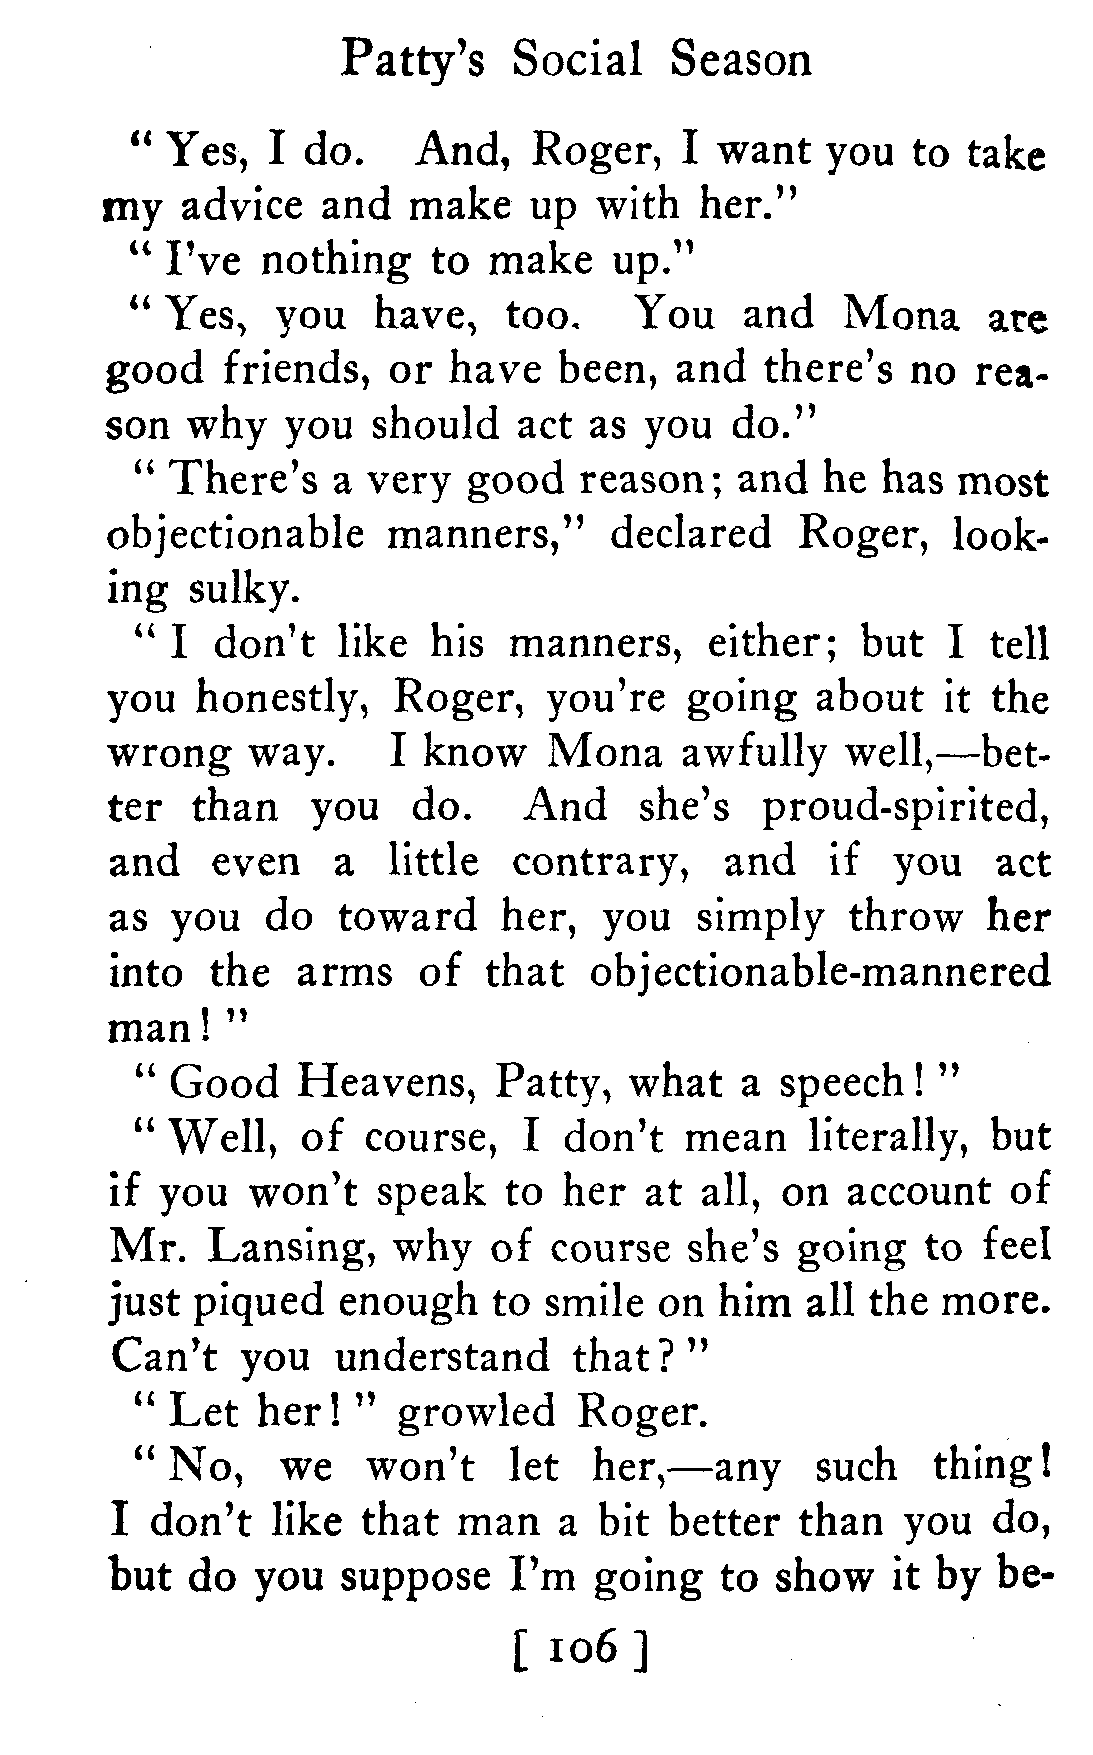 Patty's Social Season
" Yes, I do. And, Roger, I want you to take
my advice and make up with her."
" I've nothing to make up."
" Yes, you have, too. You and Mona are
good friends, or have been, and there's no rea-
son why you should act as you do."
" There's a very good reason; and he has most
objectionable manners," declared Roger, look-
ing sulky.
" I don't like his manners, either; but I tell
you honestly, Roger, you're going about it the
wrong way. I know Mona awfully well,—bet-
ter than you do. And she's proud-spirited,
and even a little contrary, and if you act
as you do toward her, you simply throw her
into the arms of that objectionable-mannered
man! "
" Good Heavens, Patty, what a speech! "
" Well, of course, I don't mean literally, but
if you won't speak to her at all, on account of
Mr. Lansing, why of course she's going to feel
just piqued enough to smile on him all the more.
Can't you understand that? "
" Let her! " growled Roger.
" No, we won't let her,—any such thing!
I don't like that man a bit better than you do,
but do you suppose I'm going to show it by be-
[ 106 ]